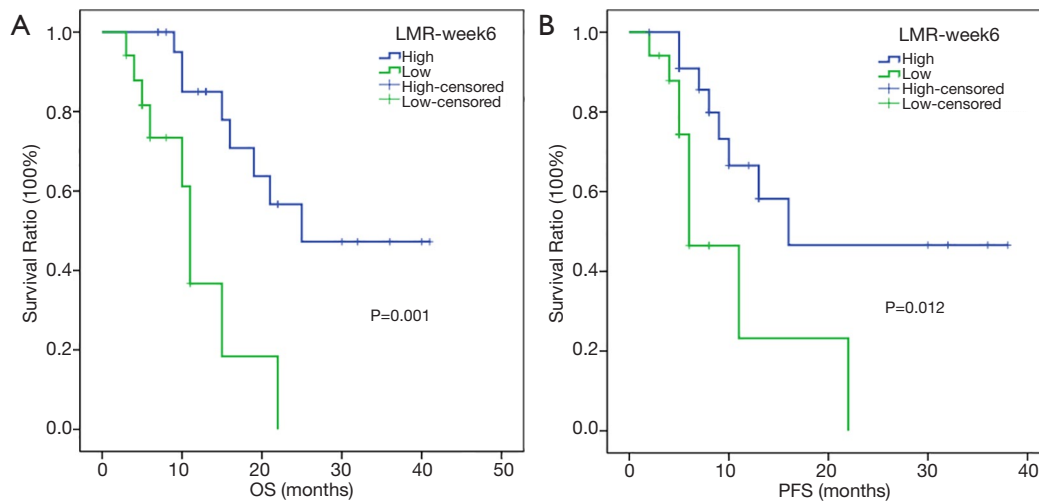 A
LMR-week6
High
Low
High-censored
Low-censored
1.0
0.8
0.6
0.4
0.2
0.0
Survival Ratio (100%)
P=0.001
0
10
20
30
40
50
OS (months)
B
LMR-week6
High
Low
High-censored
Low-censored
1.0
0.8
0.6
0.4
0.2
0.0
Survival Ratio (100%)
P=0.012
0
10
20
30
40
PFS (months)